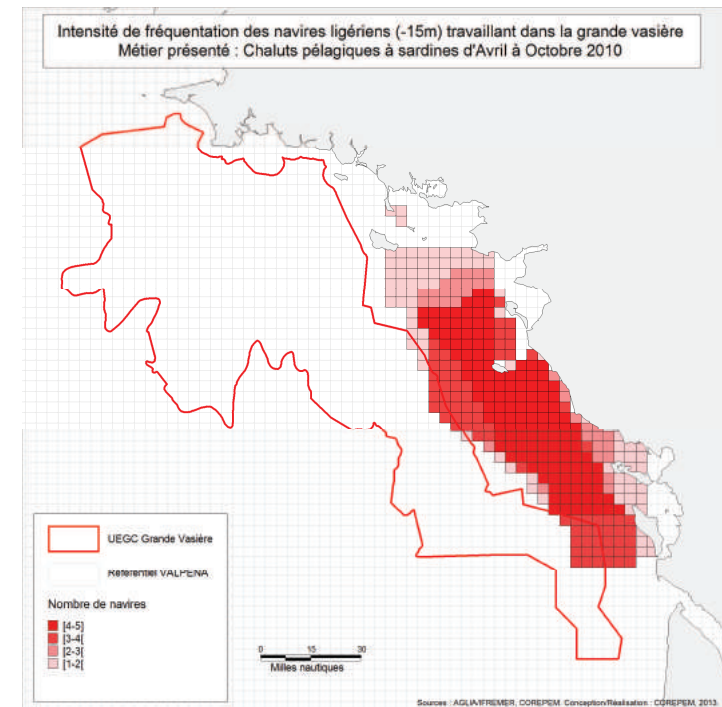 Intensité de fréquentation des navires ligériens (-15m) travaillant dans la grande vasière
Métier présenté : Chaluts pélagiques à sardines d'Avril à Octobre 2010
UEGC Grande Vasière
Référentiel VALPENA
Nombre de navires
[4-5]
[3-4[
[2-3[
[1-2[
0 15 30
Milles nautiques
Sources : AGLIA/IFREMER, COREPEM. Conception/Réalisation : COREPEM, 2013